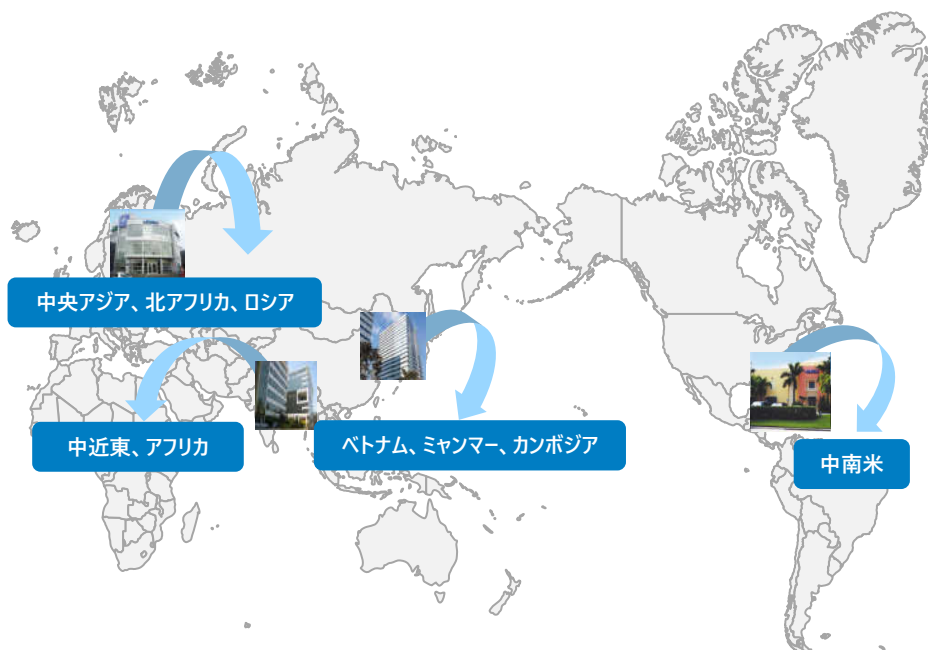 中央アジア、北アフリカ、ロシア
中近東、アフリカ
ベトナム、ミャンマー、カンボジア
中南米